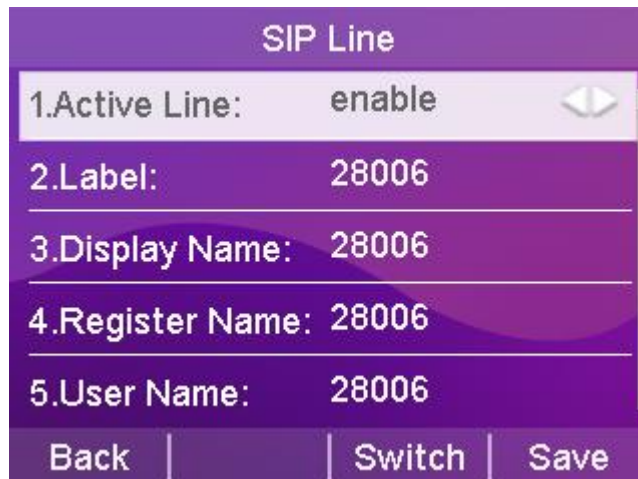 SIP Line
1.Active Line: enable
2.Label: 28006
3.Display Name: 28006
4.Register Name: 28006
5.User Name: 28006
Back Switch Save